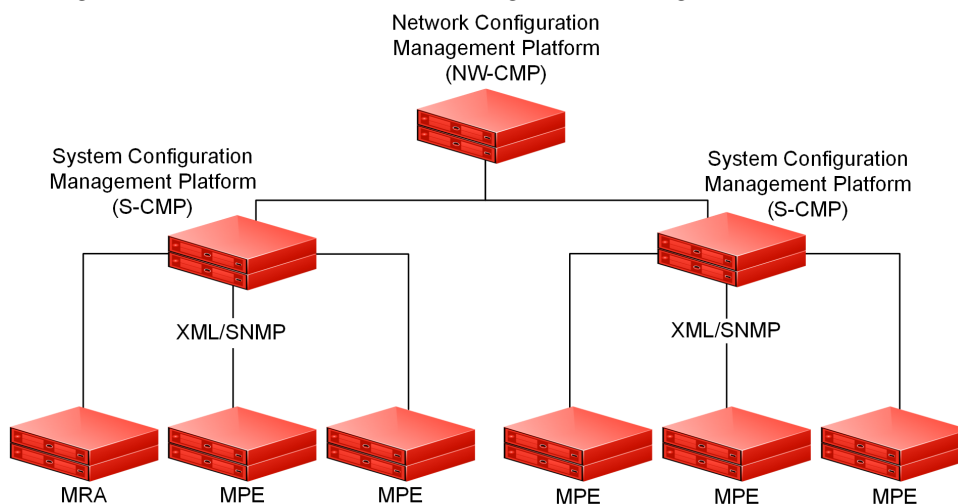 Network Configuration
Management Platform
(NW-CMP)
System Configuration
Management Platform
(S-CMP)
System Configuration
Management Platform
(S-CMP)
XML/SNMP
XML/SNMP
MRA
MPE
MPE
MPE
MPE
MPE